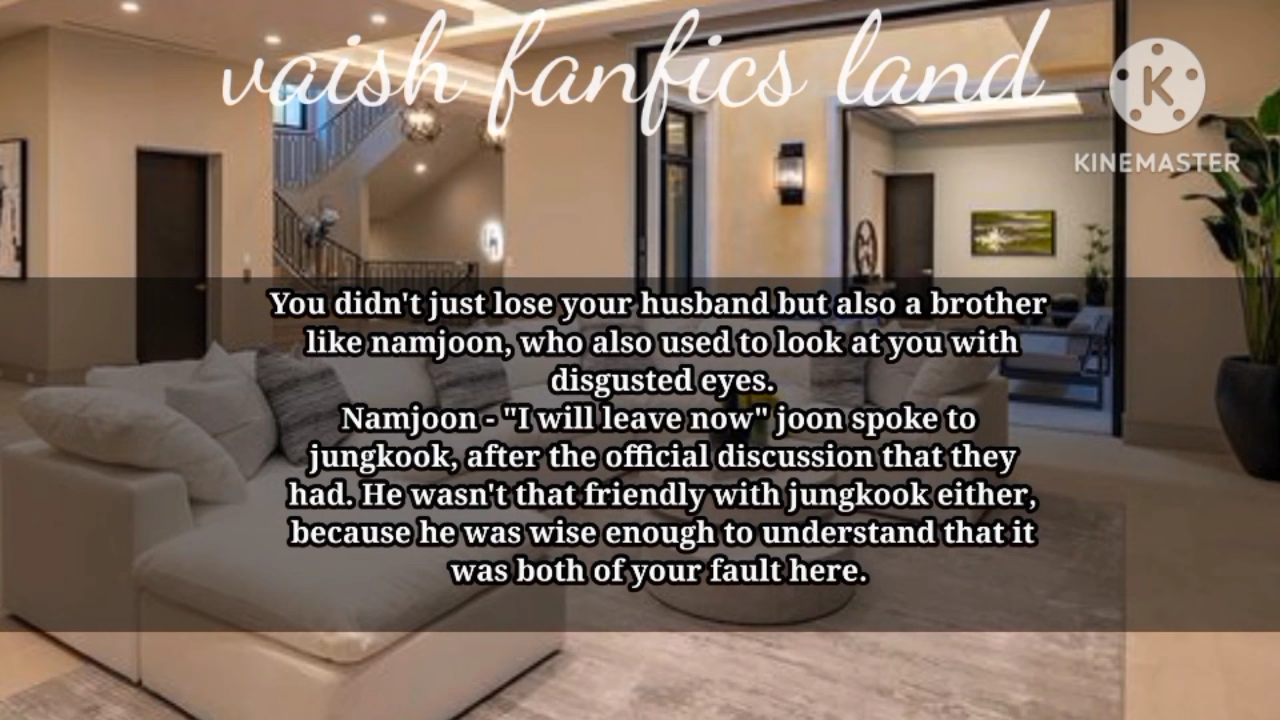 vaish fanfics land
K
KINEMASTER
You didn't just lose your husband but also a brother
like namjoon, who also used to look at you with
disgusted eyes.
Namjoon - "I will leave now" joon spoke to
jungkook, after the official discussion that they
had. He wasn't that friendly with jungkook either,
because he was wise enough to understand that it
was both of your fault here.